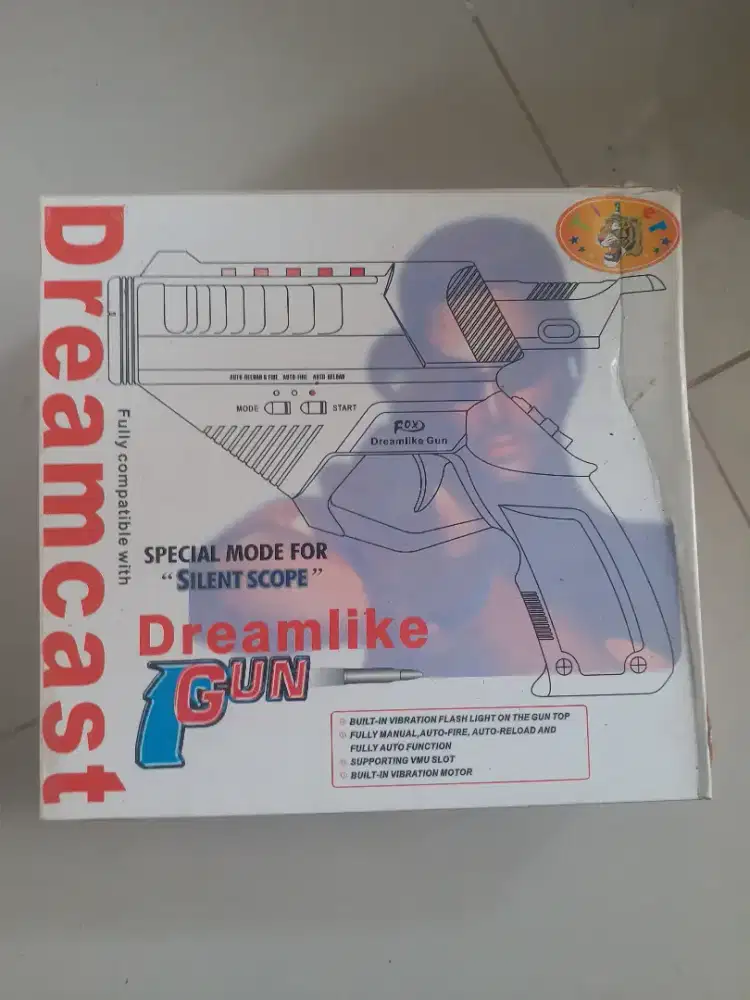 Dreamcast
Fully compatible with
Tiger
AUTO-RELOAD & FIRE AUTO-FIRE AUTO-RELOAD
MODE
START
FOX
Dreamlike Gun
SPECIAL MODE FOR
“SILENT SCOPE”
Dreamlike
GUN
BUILT-IN VIBRATION FLASH LIGHT ON THE GUN TOP
FULLY MANUAL,AUTO-FIRE, AUTO-RELOAD AND
FULLY AUTO FUNCTION
SUPPORTING VMU SLOT
BUILT-IN VIBRATION MOTOR